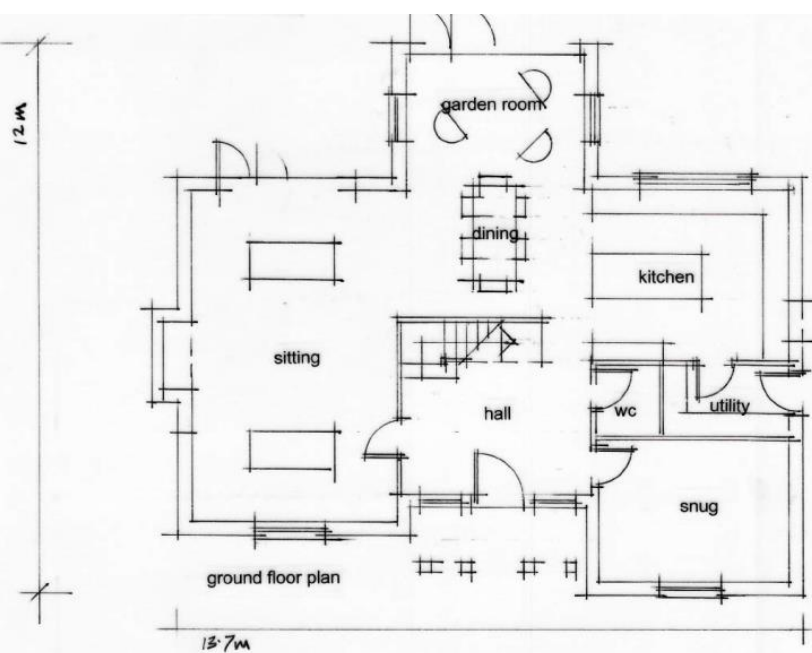 12m
garden room
dining
kitchen
sitting
hall
wc
utility
snug
ground floor plan
13.7m